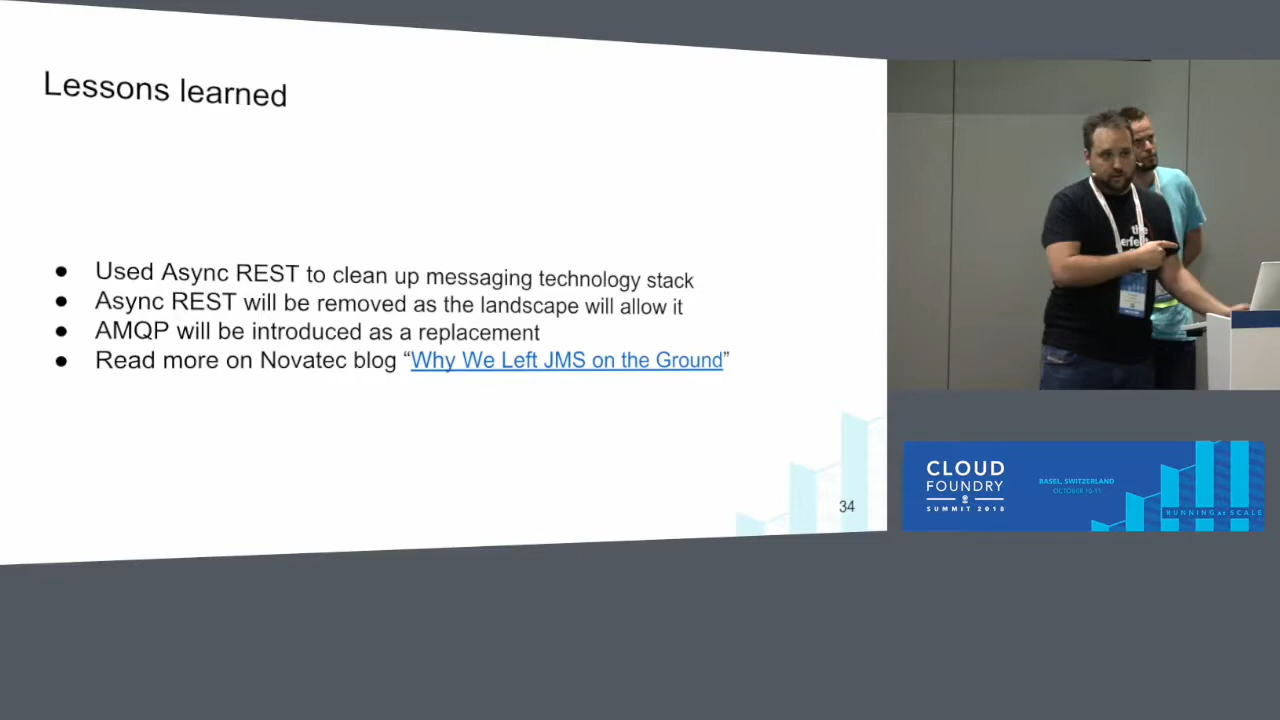 Lessons learned
● Used Async REST to clean up messaging technology stack
● Async REST will be removed as the landscape will allow it
● AMQP will be introduced as a replacement
● Read more on Novatec blog “Why We Left JMS on the Ground”
34
the
perfect
CLOUD
FOUNDRY
SUMMIT 2018
BASEL, SWITZERLAND
OCTOBER 10-11
RUNNING AT SCALE